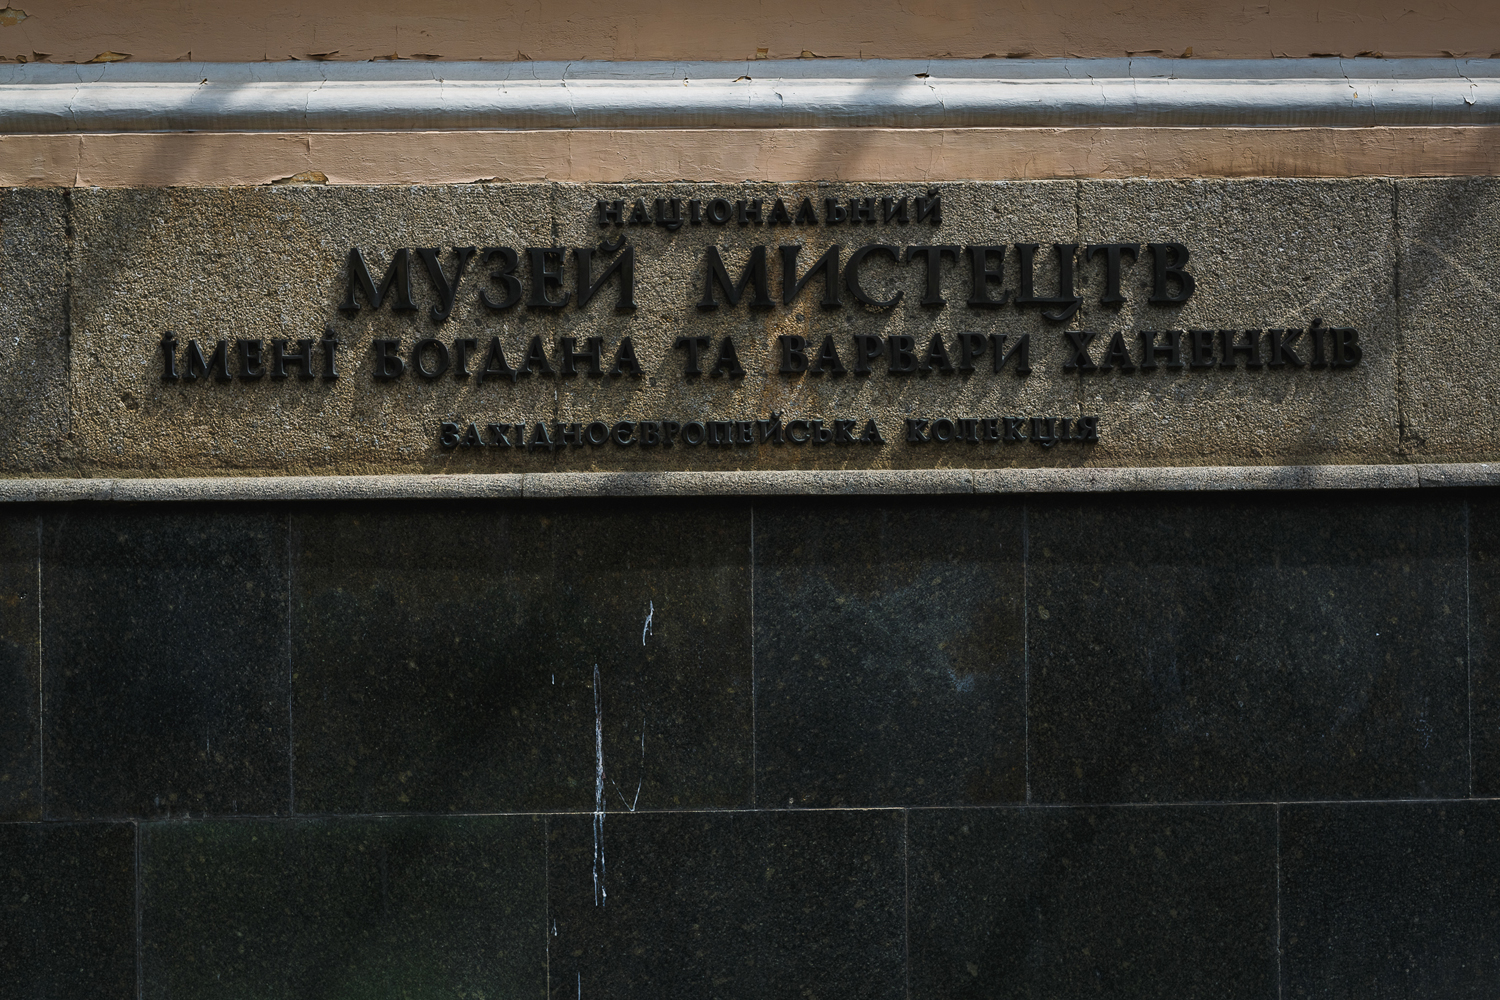 НАЦІОНАЛЬНИЙ
МУЗЕЙ МИСТЕЦТВ
ІМЕНІ БОГДАНА ТА ВАРВАРИ ХАНЕНКІВ
ЗАХІДНОЄВРОПЕЙСЬКА КОЛЕКЦІЯ